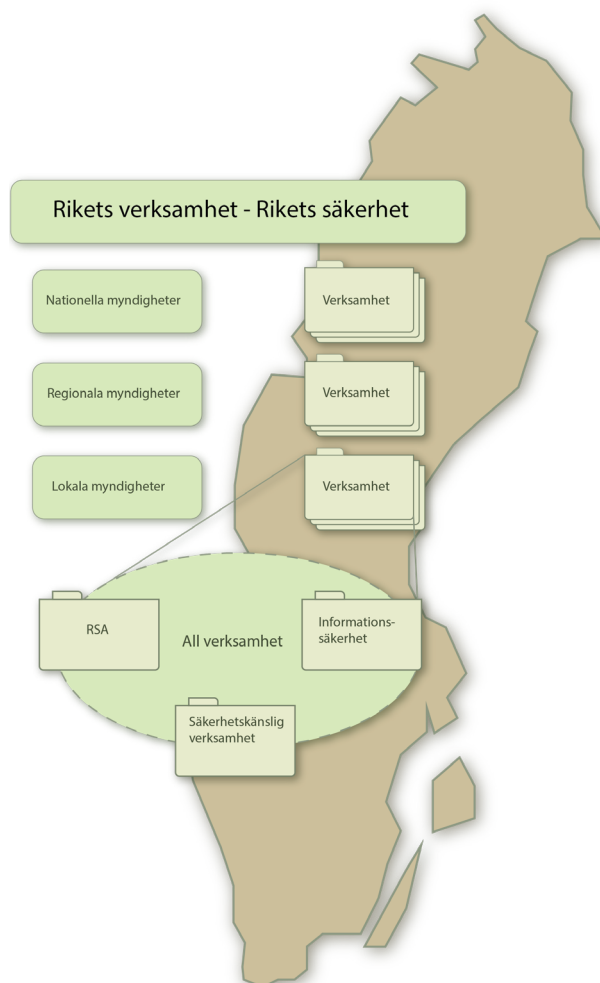 Rikets verksamhet - Rikets säkerhet
Nationella myndigheter
Verksamhet
Regionala myndigheter
Verksamhet
Lokala myndigheter
Verksamhet
RSA
All verksamhet
Informations-
säkerhet
Säkerhetskänslig
verksamhet